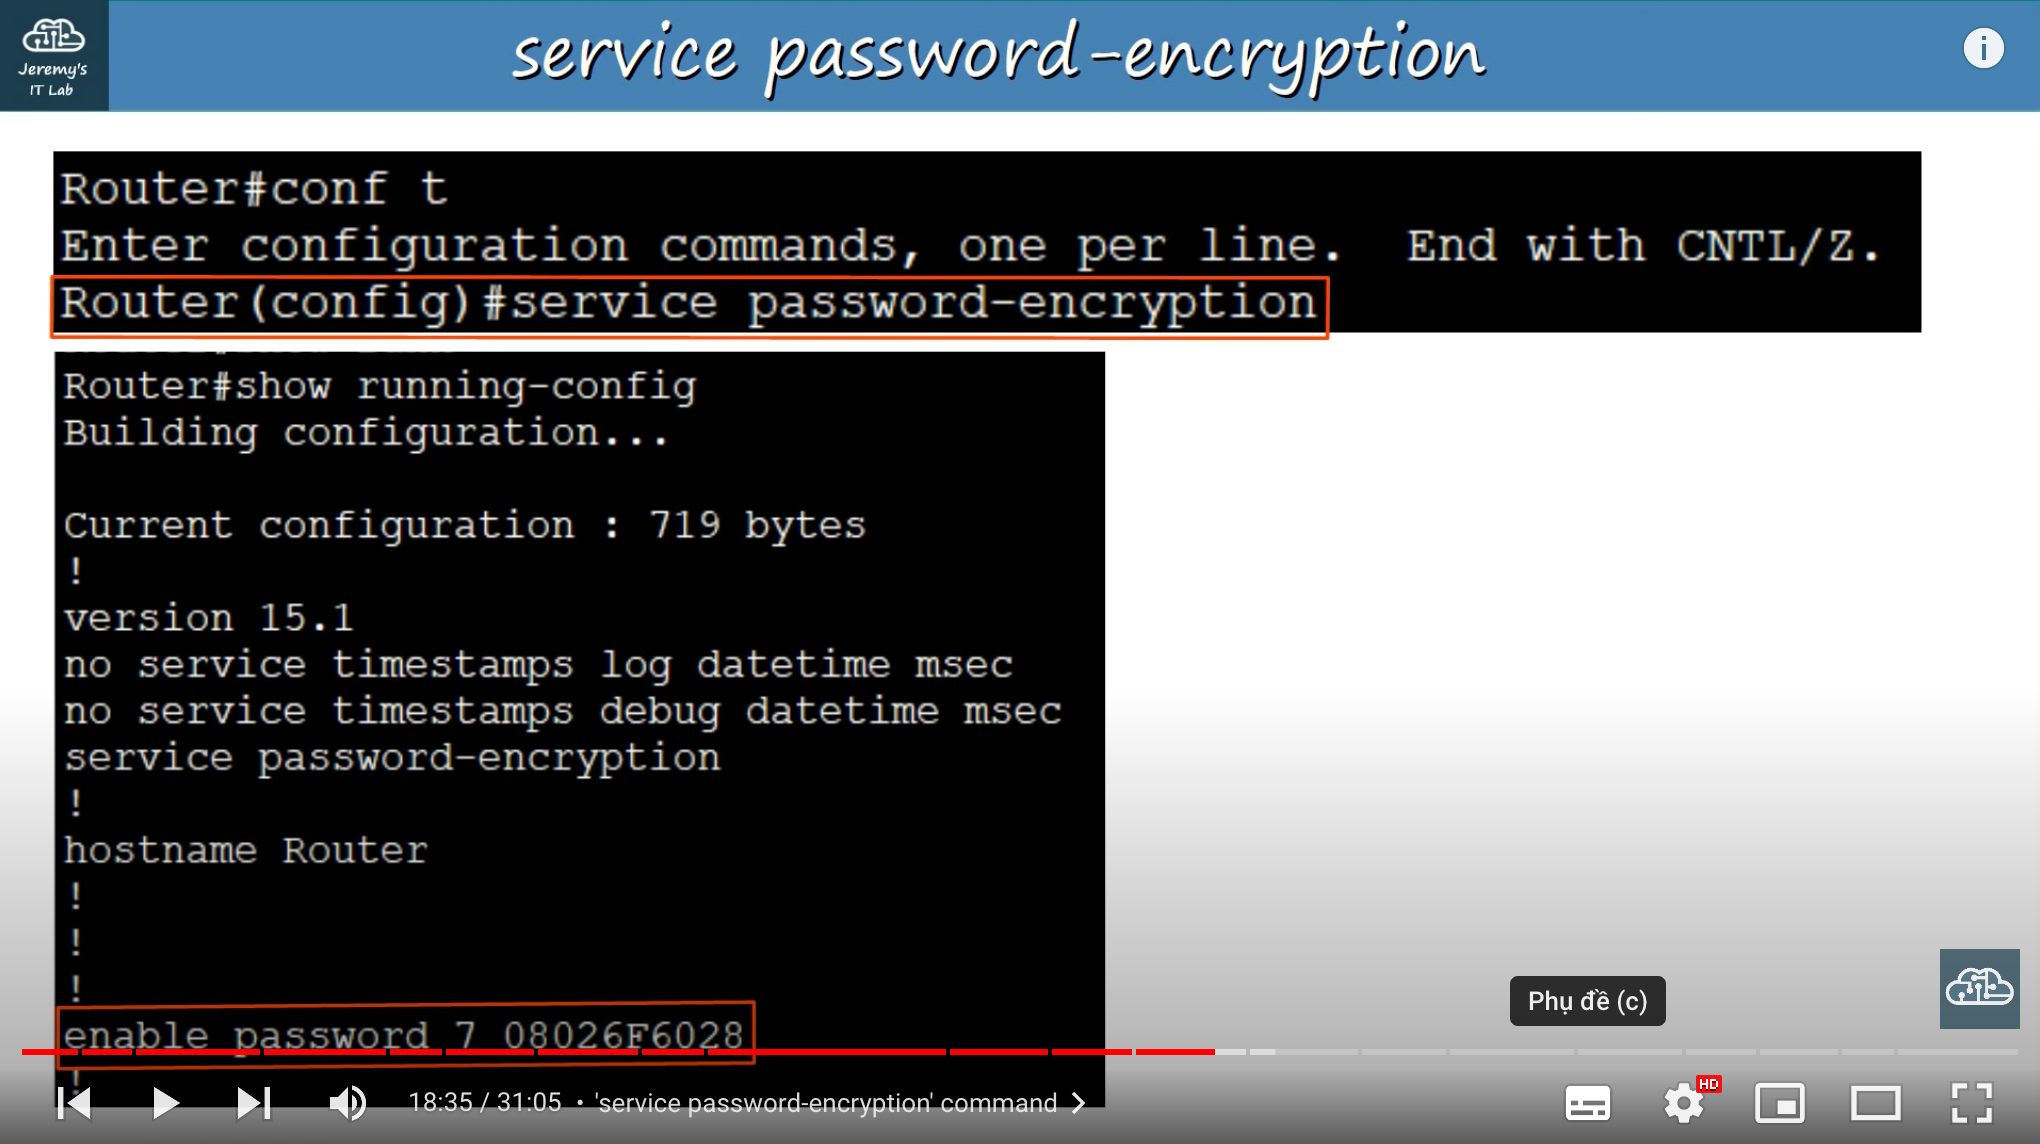 Jeremy's
IT Lab
service password-encryption
Router#conf t
Enter configuration commands, one per line.  End with CNTL/Z.
Router(config)#service password-encryption
Router#show running-config
Building configuration...
Current configuration : 719 bytes
!
version 15.1
no service timestamps log datetime msec
no service timestamps debug datetime msec
service password-encryption
!
hostname Router
!
!
!
enable password 7 08026F6028
!
Phụ đề (c)
18:35 / 31:05 • 'service password-encryption' command
HD